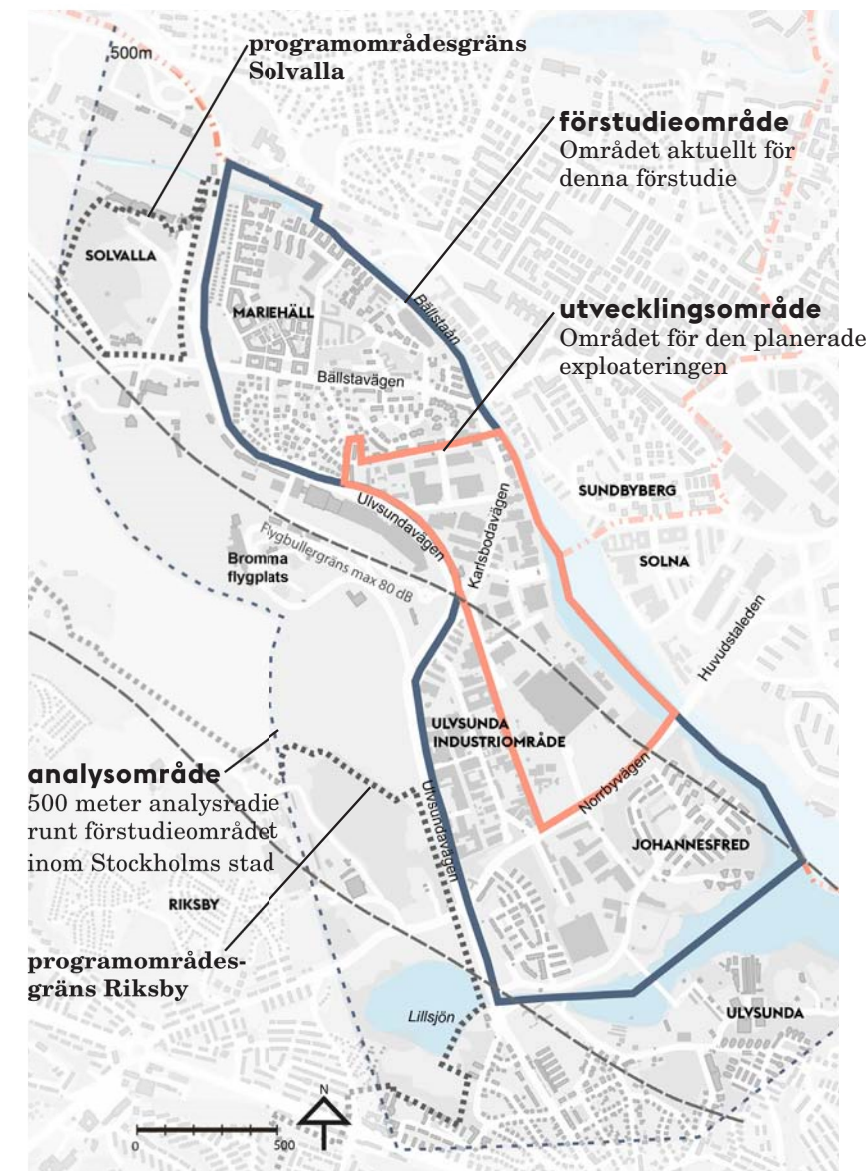 500m
programområdesgräns
Solvalla
förstudieområde
Området aktuellt för
denna förstudie
SOLVALLA
MARIEHÄLL
Bällstaån
utvecklingsområde
Området för den planerade
exploateringen
Bällstavägen
SUNDBYBERG
Ulvsundavägen
Karlsbodavägen
Flygbullergräns max 80 dB
Bromma
flygplats
SOLNA
Huvudstaleden
ULVSUNDA
INDUSTRIOMRÅDE
analysområde
500 meter analysradie
runt förstudieområdet
inom Stockholms stad
Ulvsundavägen
Norrbyvägen
JOHANNESFRED
RIKSBY
programområdes-
gräns Riksby
Lillsjön
ULVSUNDA
N
0
500